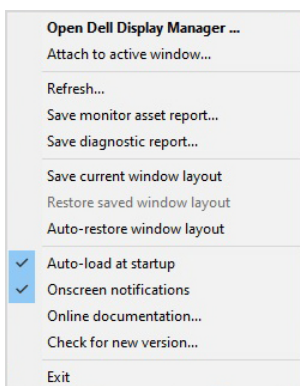 Open Dell Display Manager ...
Attach to active window...
Refresh...
Save monitor asset report...
Save diagnostic report...
Save current window layout
Restore saved window layout
Auto-restore window layout
Auto-load at startup
Onscreen notifications
Online documentation...
Check for new version...
Exit